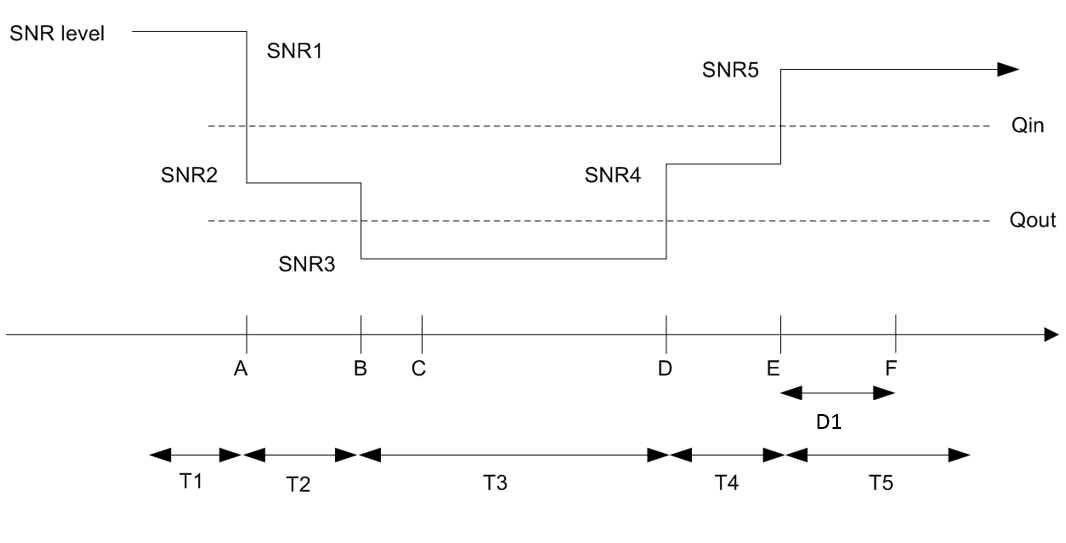 SNR level
SNR1
SNR5
Qin
SNR2
SNR4
Qout
SNR3
A B C D E F
D1
T1 T2 T3 T4 T5